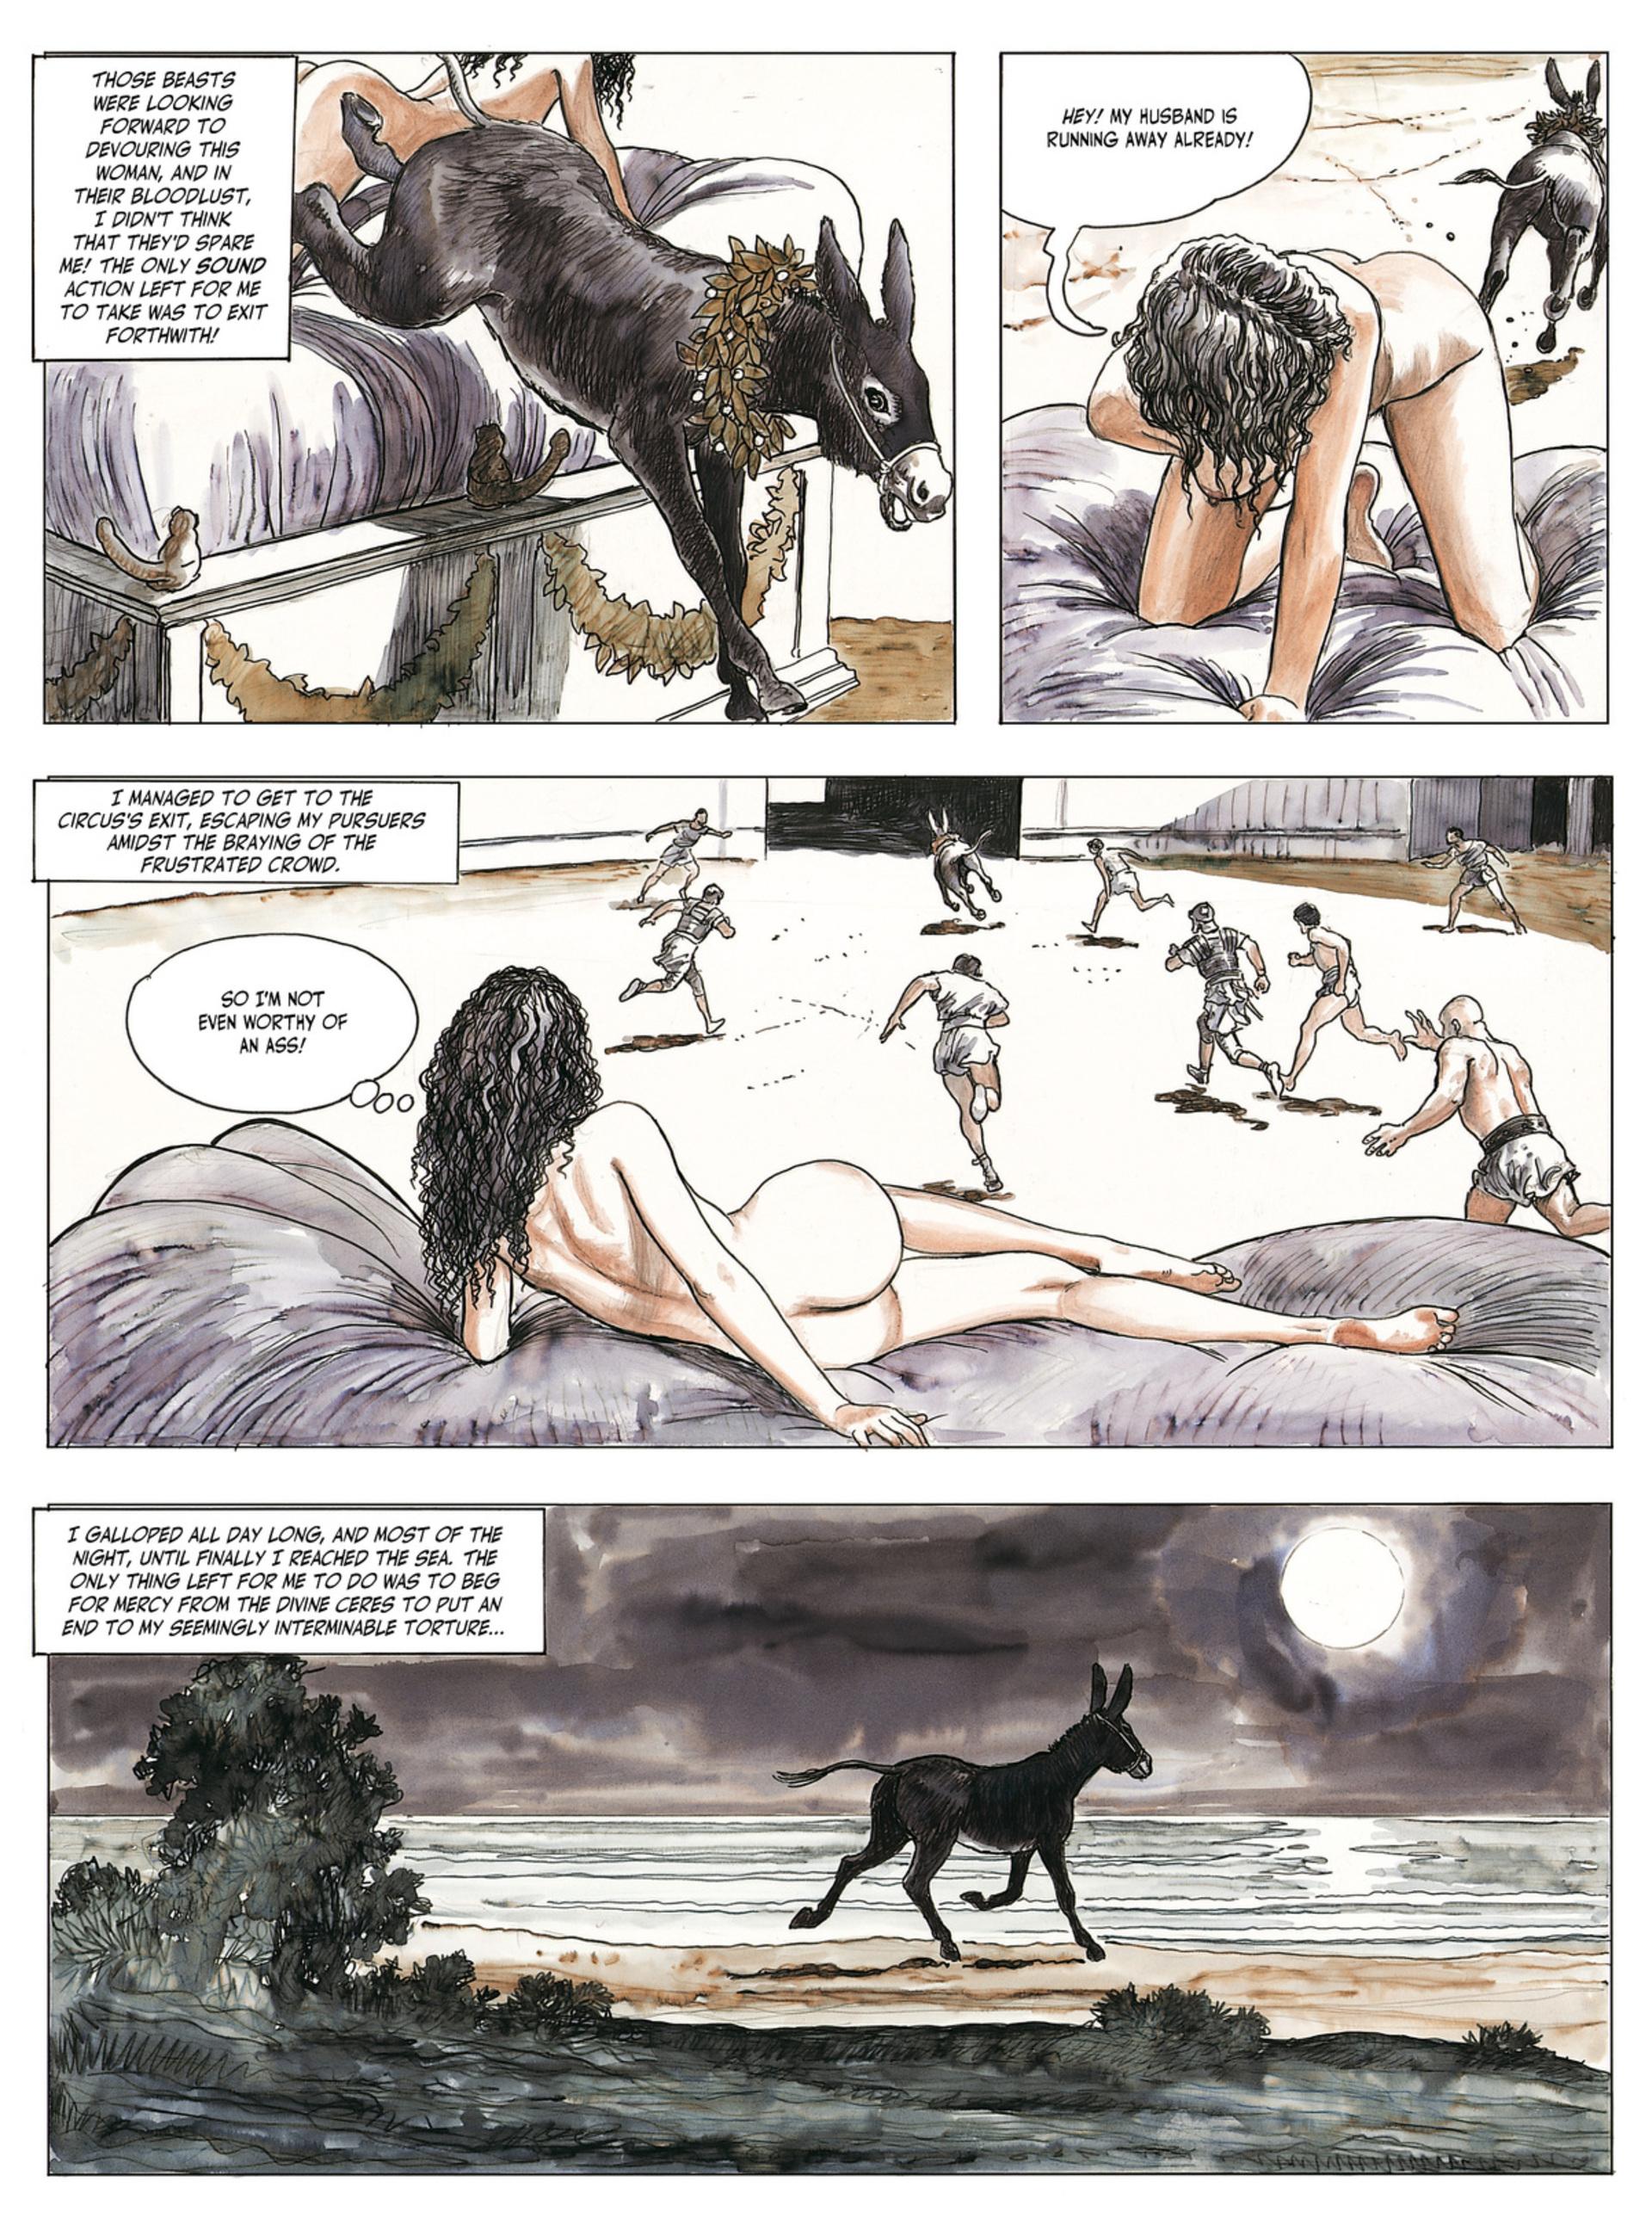 THOSE BEASTS
WERE LOOKING
FORWARD TO
DEVOURING THIS
WOMAN, AND IN
THEIR BLOODLUST,
I DIDN'T THINK
THAT THEY'D SPARE
ME! THE ONLY SOUND
ACTION LEFT FOR ME
TO TAKE WAS TO EXIT
FORTHWITH!
HEY! MY HUSBAND IS
RUNNING AWAY ALREADY!
I MANAGED TO GET TO THE
CIRCUS'S EXIT, ESCAPING MY PURSUERS
AMIDST THE BRAYING OF THE
FRUSTRATED CROWD.
SO I'M NOT
EVEN WORTHY OF
AN ASS!
I GALLOPED ALL DAY LONG, AND MOST OF THE
NIGHT, UNTIL FINALLY I REACHED THE SEA. THE
ONLY THING LEFT FOR ME TO DO WAS TO BEG
FOR MERCY FROM THE DIVINE CERES TO PUT AN
END TO MY SEEMINGLY INTERMINABLE TORTURE...